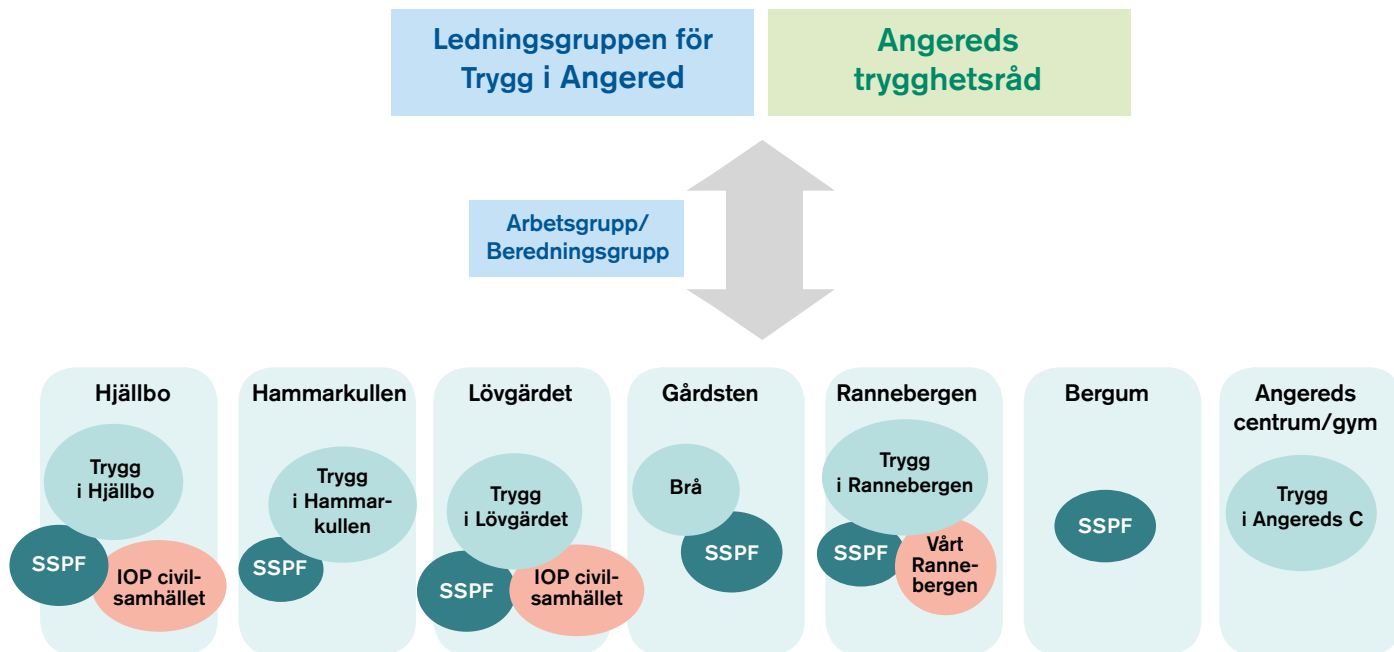 Ledningsgruppen för
Trygg i Angered
Angereds
trygghetsråd
Arbetsgrupp/
Beredningsgrupp
Hjällbo
Trygg
i Hjällbo
SSPF
IOP civil-
samhället
Hammarkullen
Trygg
i Hammar-
kullen
SSPF
Lövgärdet
Trygg
i Lövgärdet
SSPF
IOP civil-
samhället
Gårdsten
Brå
SSPF
Rannebergen
Trygg
i Rannebergen
SSPF
Vårt
Ranne-
bergen
Bergum
SSPF
Angereds
centrum/gym
Trygg
i Angereds C